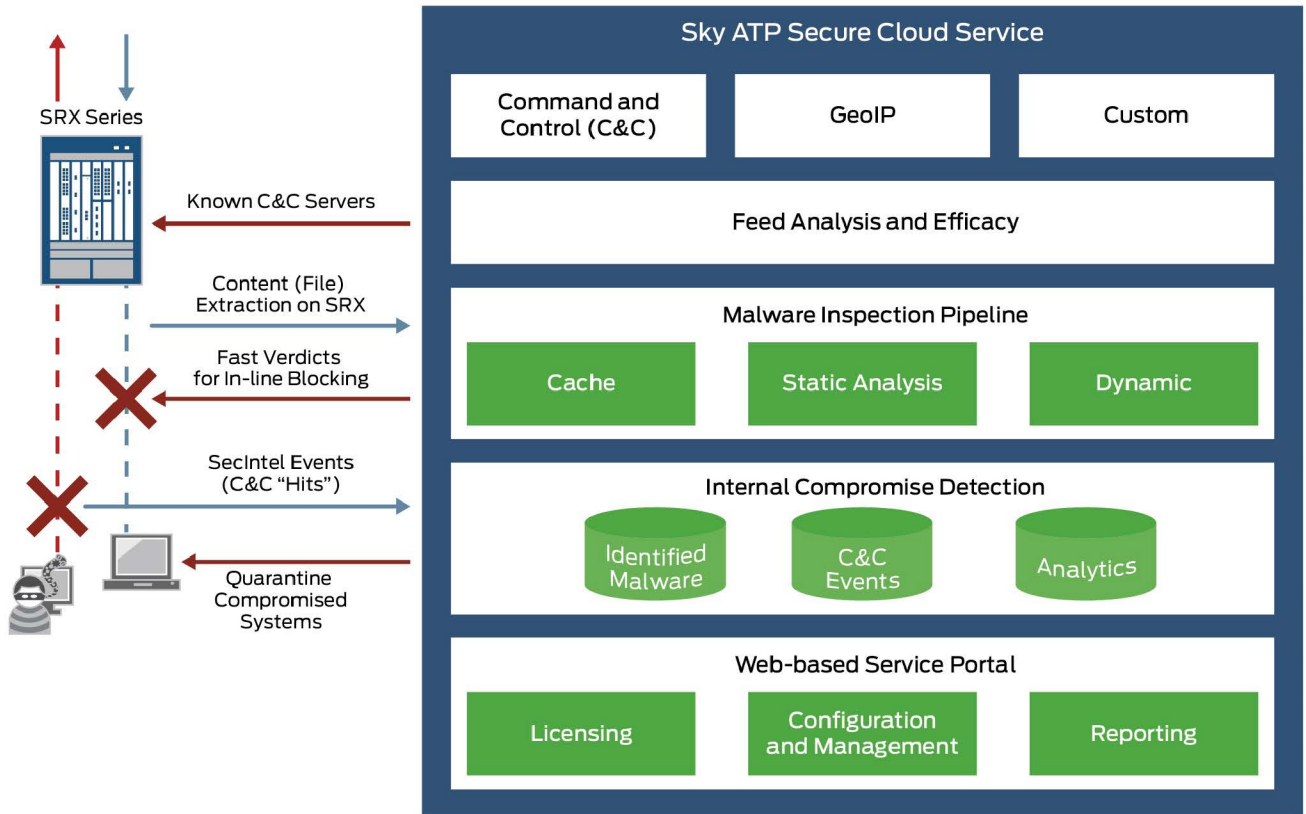 Sky ATP Secure Cloud Service
SRX Series
Command and
Control (C&C)
GeoIP
Custom
Known C&C Servers
Feed Analysis and Efficacy
Content (File)
Extraction on SRX
Malware Inspection Pipeline
Fast Verdicts
for In-line Blocking
Cache
Static Analysis
Dynamic
SecIntel Events
(C&C “Hits”)
Internal Compromise Detection
Identified
Malware
C&C
Events
Analytics
Quarantine
Compromised
Systems
Web-based Service Portal
Licensing
Configuration
and Management
Reporting